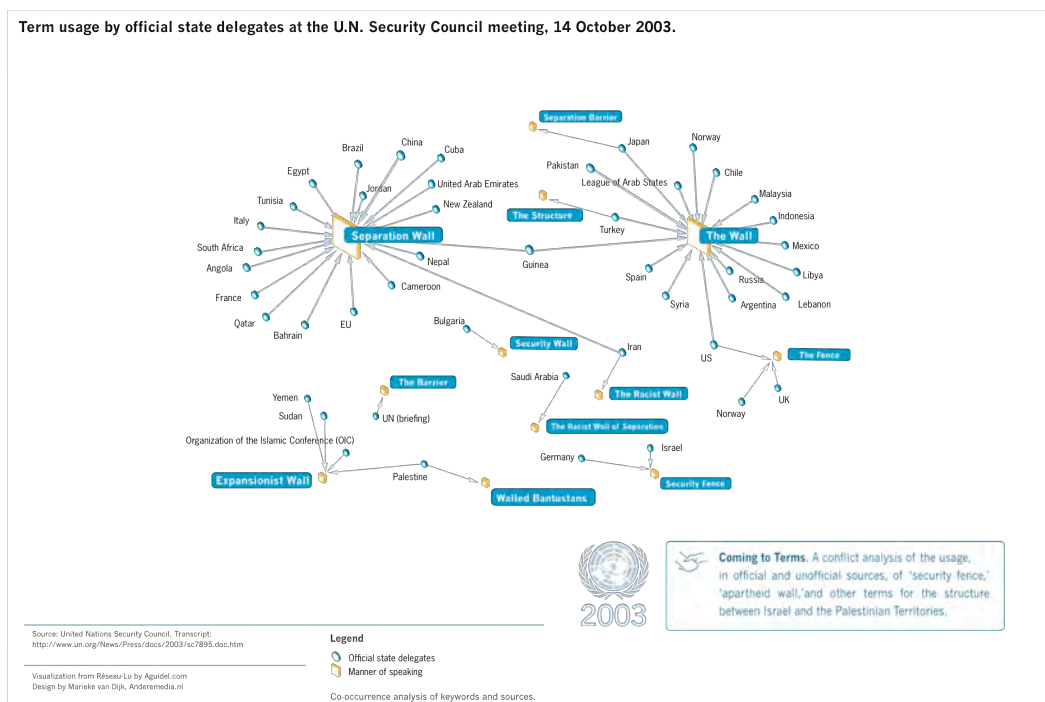 Term usage by official state delegates at the U.N. Security Council meeting, 14 October 2003.
Separation Barrier
Norway
Japan
China
Brazil
Cuba
Pakistan
Egypt
Chile
League of Arab States
United Arab Emirates
Jordan
Malaysia
Tunisia
New Zealand
The Structure
Indonesia
Italy
Turkey
Separation Wall
The Wall
Mexico
South Africa
Nepal
Guinea
Angola
Spain
Russia
Libya
Cameroon
France
Syria
Argentina
Lebanon
Qatar
EU
Bulgaria
Bahrain
Security Wall
Iran
US
The Fence
Saudi Arabia
The Barrier
The Racist Wall
Yemen
UK
Norway
Sudan
UN (briefing)
The Racist Wall of Separation
Organization of the Islamic Conference (OIC)
Israel
Germany
Palestine
Expansionist Wall
Security Fence
Walled Bantustans
Coming to Terms. A conflict analysis of the usage,
in official and unofficial sources, of 'security fence,'
'apartheid wall,'and other terms for the structure
between Israel and the Palestinian Territories.
2003
Source: United Nations Security Council, Transcript:
http://www.un.org/News/Press/docs/2003/sc7895.doc.htm
Visualization from Réseau-Lu by Aguidel.com
Design by Marieke van Dijk, Anderemedia.nl
Legend
Official state delegates
Manner of speaking
Co-occurrence analysis of keywords and sources.